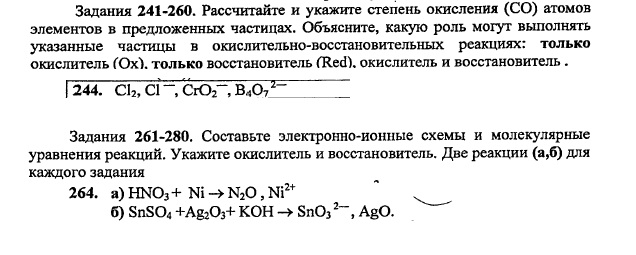 Задания 241-260. Рассчитайте и укажите степень окисления (СО) атомов
элементов в предложенных частицах. Объясните, какую роль могут выполнять
указанные частицы в окислительно-восстановительных реакциях: только
окислитель (Ox), только восстановитель (Red), окислитель и восстановитель .
244. Cl₂, Cl⁻, CrO₂⁻, B₄O₇²⁻
Задания 261-280. Составьте электронно-ионные схемы и молекулярные
уравнения реакций. Укажите окислитель и восстановитель. Две реакции (а,б) для
каждого задания
264. а) HNO₃ + Ni → N₂O , Ni²⁺
б) SnSO₄ +Ag₂O₃+ KOH → SnO₃²⁻, AgO.